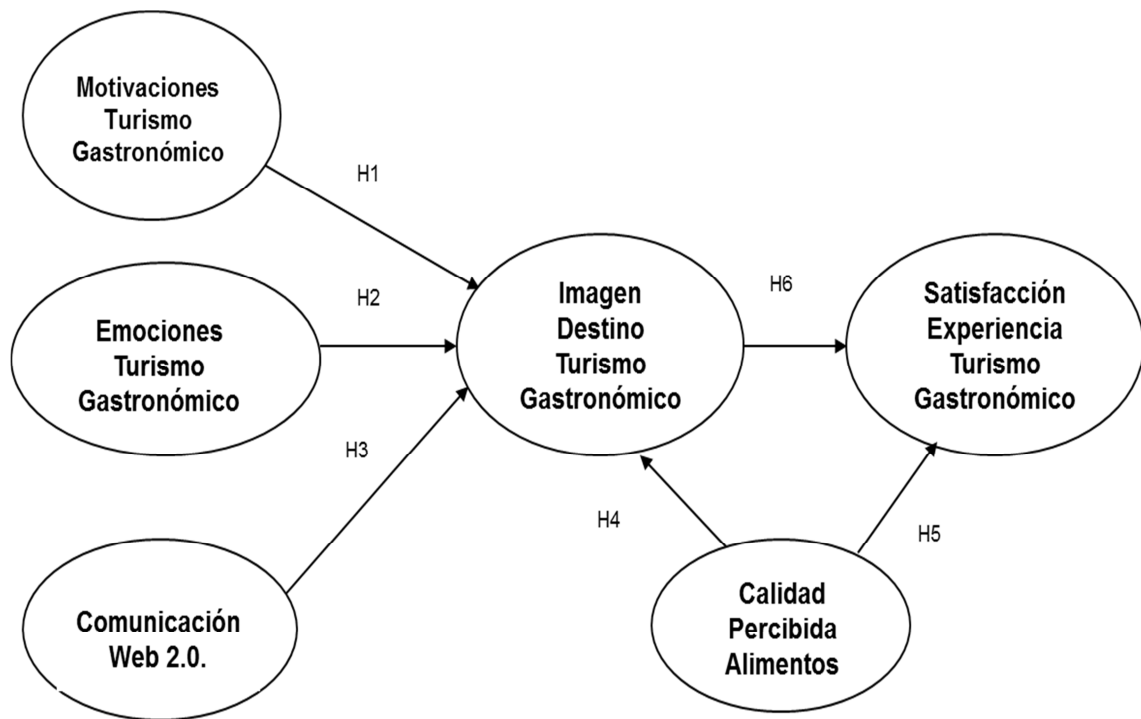 Motivaciones
Turismo
Gastronómico
H1
Emociones
Turismo
Gastronómico
H2
Comunicación
Web 2.0.
H3
Imagen
Destino
Turismo
Gastronómico
H6
Satisfacción
Experiencia
Turismo
Gastronómico
H4
H5
Calidad
Percibida
Alimentos